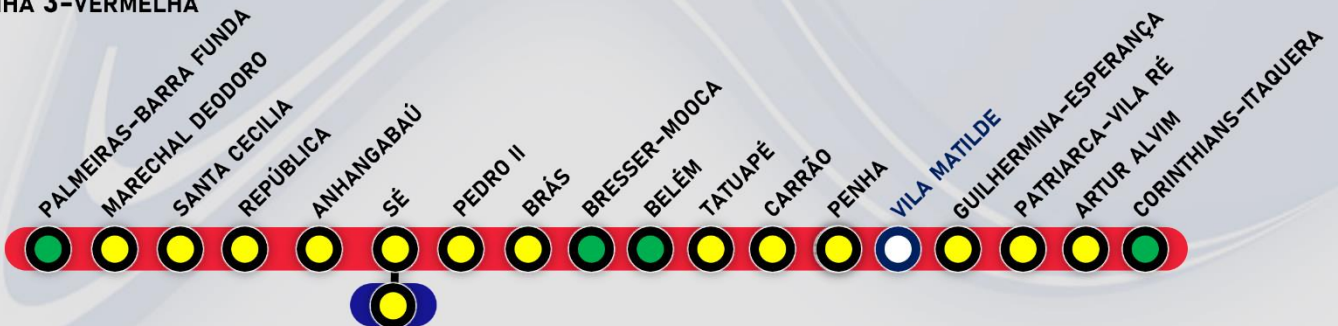 3-VERMELHA
PALMEIRAS-BARRA FUNDA
MARECHAL DEODORO
SANTA CECILIA
REPÚBLICA
ANHANGABAÚ
SÉ
PEDRO II
BRÁS
BRESSER-MOOCA
BELÉM
TATUAPÉ
CARRÃO
PENHA
VILA MATILDE
GUILHERMINA-ESPERANÇA
PATRIARCA-VILA RÉ
ARTUR ALVIM
CORINTHIANS-ITAQUERA